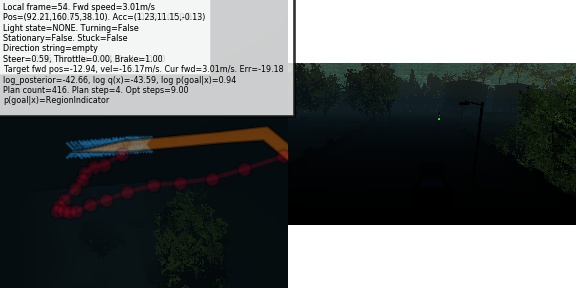 Local frame=54. Fwd speed=3.01m/s
Pos=(92.21,160.75,38.10). Acc=(1.23,11.15,-0.13)
Light state=NONE. Turning=False
Stationary=False. Stuck=False
Direction string=empty
Steer=0.59, Throttle=0.00, Brake=1.00
Target fwd pos=-12.94, vel=-16.17m/s. Cur fwd=3.01m/s. Err=-19.18
log_posterior=-42.66, log q(x)=-43.59, log p(goal|x)=0.94
Plan count=416. Plan step=4. Opt steps=9.00
p(goal|x)=RegionIndicator